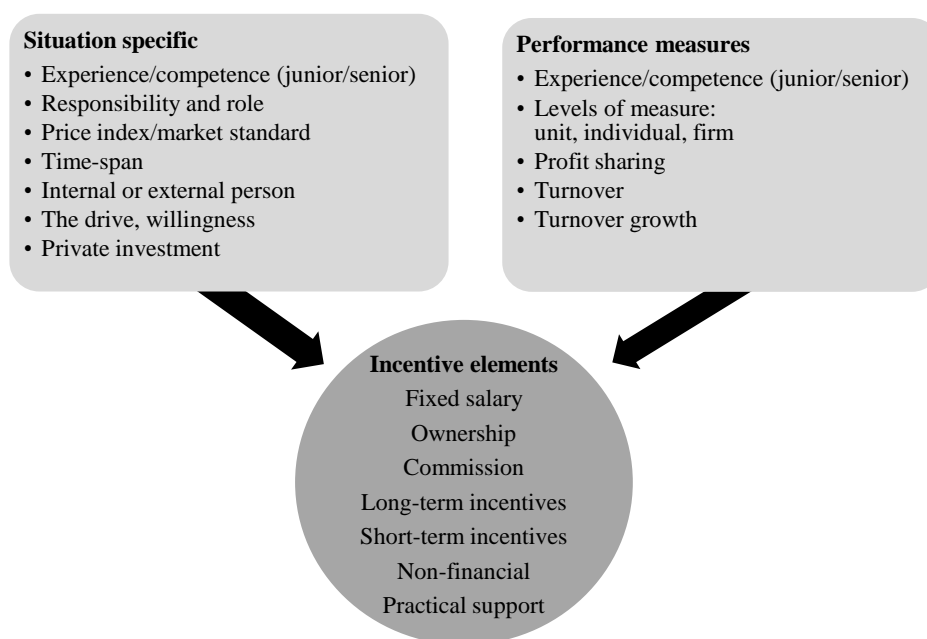 Situation specific
• Experience/competence (junior/senior)
• Responsibility and role
• Price index/market standard
• Time-span
• Internal or external person
• The drive, willingness
• Private investment
Performance measures
• Experience/competence (junior/senior)
• Levels of measure:
unit, individual, firm
• Profit sharing
• Turnover
• Turnover growth
Incentive elements
Fixed salary
Ownership
Commission
Long-term incentives
Short-term incentives
Non-financial
Practical support